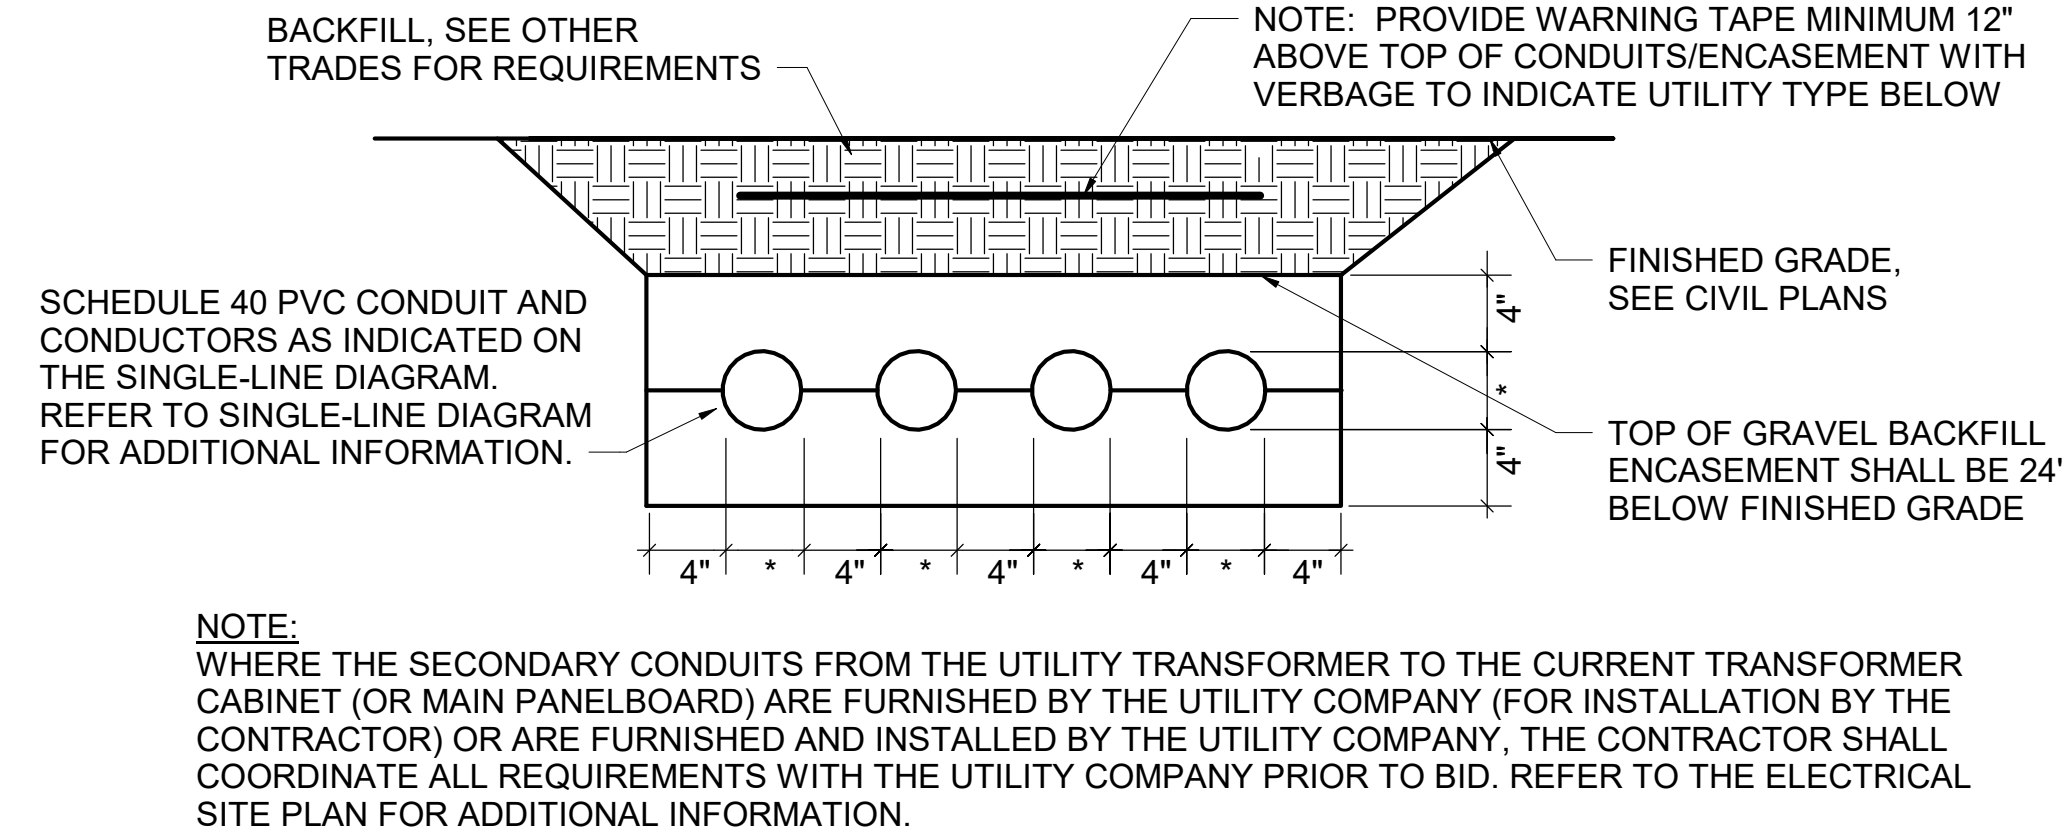 BACKFILL, SEE OTHER
TRADES FOR REQUIREMENTS
NOTE: PROVIDE WARNING TAPE MINIMUM 12"
ABOVE TOP OF CONDUITS/ENCASEMENT WITH
VERBAGE TO INDICATE UTILITY TYPE BELOW
FINISHED GRADE,
SEE CIVIL PLANS
SCHEDULE 40 PVC CONDUIT AND
CONDUCTORS AS INDICATED ON
THE SINGLE-LINE DIAGRAM.
REFER TO SINGLE-LINE DIAGRAM
FOR ADDITIONAL INFORMATION.
4"
*
4"
TOP OF GRAVEL BACKFILL
ENCASEMENT SHALL BE 24'
BELOW FINISHED GRADE
4" * 4" * 4" * 4" * 4"
NOTE:
WHERE THE SECONDARY CONDUITS FROM THE UTILITY TRANSFORMER TO THE CURRENT TRANSFORMER
CABINET (OR MAIN PANELBOARD) ARE FURNISHED BY THE UTILITY COMPANY (FOR INSTALLATION BY THE
CONTRACTOR) OR ARE FURNISHED AND INSTALLED BY THE UTILITY COMPANY, THE CONTRACTOR SHALL
COORDINATE ALL REQUIREMENTS WITH THE UTILITY COMPANY PRIOR TO BID. REFER TO THE ELECTRICAL
SITE PLAN FOR ADDITIONAL INFORMATION.